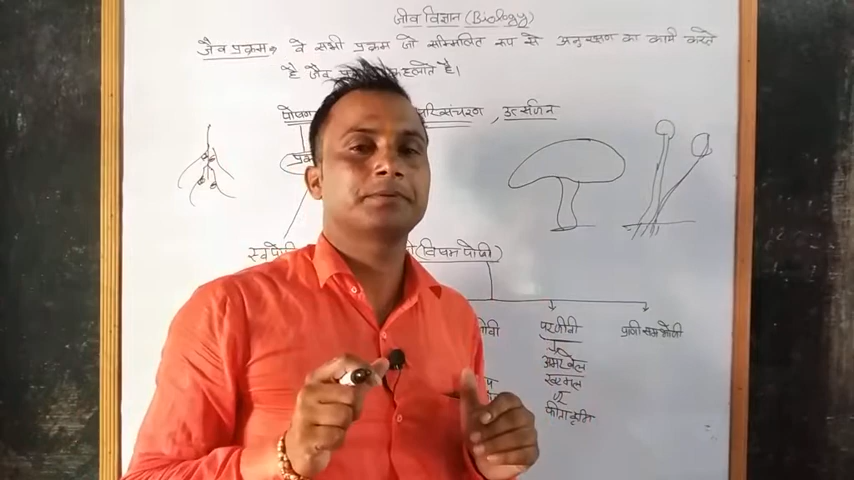 जीव विज्ञान (Biology)
जैव प्रक्रम, वे सभी प्रक्रम जो सम्मिलित रूप से अनुरक्षण का कार्य करते
है जैव कहलाते है।
पोषण परिसंचरण, उत्सर्जन
स्वपोषी (विषमपोषी)
परजीवी प्राणीसमभोजी
अमरबेल
खटमल
जूँ
फीताकृमि